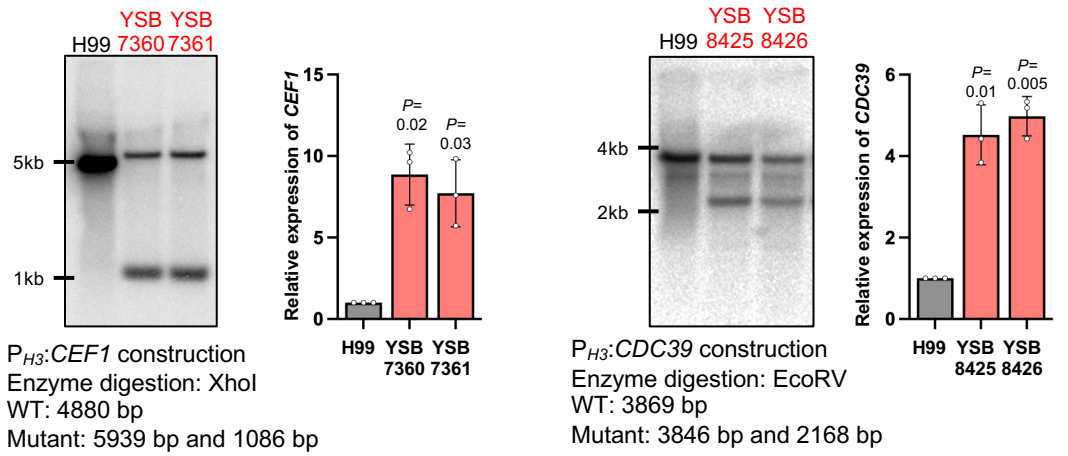 YSB YSB
H99 7360 7361
5kb
1kb
Relative expression of CEF1
15
10
5
0
P=
0.02
P=
0.03
H99 YSB YSB
7360 7361
P_H3:CEF1 construction
Enzyme digestion: XhoI
WT: 4880 bp
Mutant: 5939 bp and 1086 bp
YSB YSB
H99 8425 8426
4kb
2kb
Relative expression of CDC39
6
4
2
0
P=
0.01
P=
0.005
H99 YSB YSB
8425 8426
P_H3:CDC39 construction
Enzyme digestion: EcoRV
WT: 3869 bp
Mutant: 3846 bp and 2168 bp